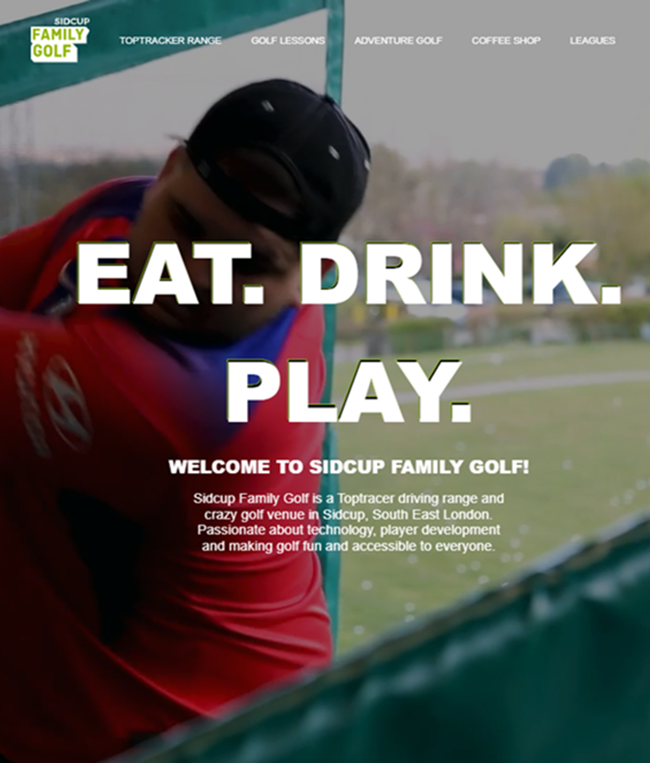 SIDCUP
FAMILY
GOLF
TOPTRACKER RANGE
GOLF LESSONS
ADVENTURE GOLF
COFFEE SHOP
LEAGUES
EAT. DRINK.
PLAY.
WELCOME TO SIDCUP FAMILY GOLF!
Sidcup Family Golf is a Toptracer driving range and
crazy golf venue in Sidcup, South East London.
Passionate about technology, player development
and making golf fun and accessible to everyone.